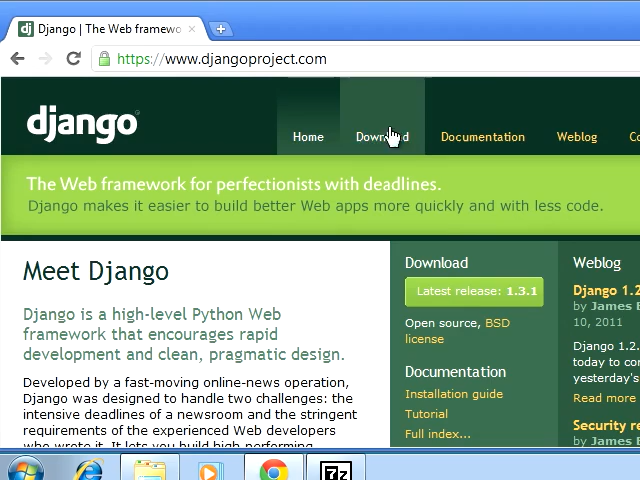 Django | The Web framewo
https://www.djangoproject.com
django
Home
Download
Documentation
Weblog
Co
The Web framework for perfectionists with deadlines.
Django makes it easier to build better Web apps more quickly and with less code.
Meet Django
Django is a high-level Python Web
framework that encourages rapid
development and clean, pragmatic design.
Developed by a fast-moving online-news operation,
Django was designed to handle two challenges: the
intensive deadlines of a newsroom and the stringent
requirements of the experienced Web developers
who wrote it. It lets you build high-performing,
Download
Latest release: 1.3.1
Open source, BSD
license
Documentation
Installation guide
Tutorial
Full index...
Weblog
Django 1.2
by James B
10, 2011
Django 1.2.
today to cor
yesterday's
Read more
Security re
by James B
7z